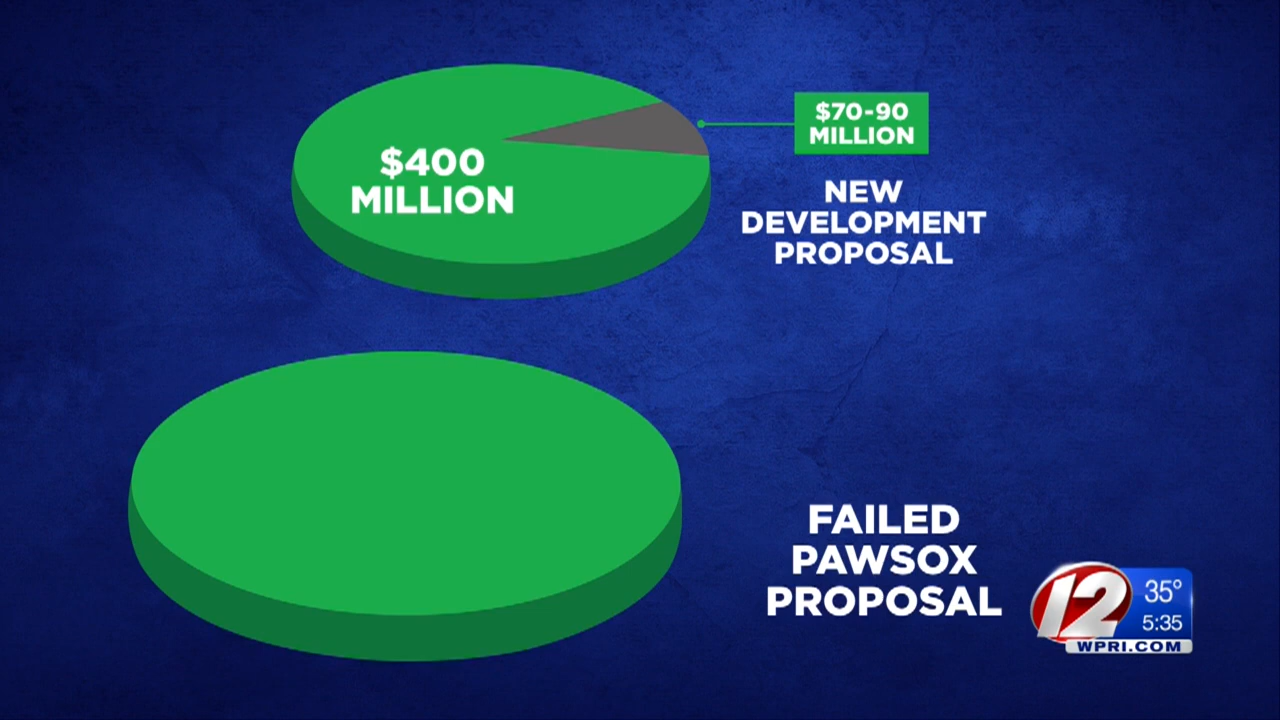 $400
MILLION
$70-90
MILLION
NEW
DEVELOPMENT
PROPOSAL
FAILED
PAWSOX
PROPOSAL
12
35°
5:35
WPRI.COM